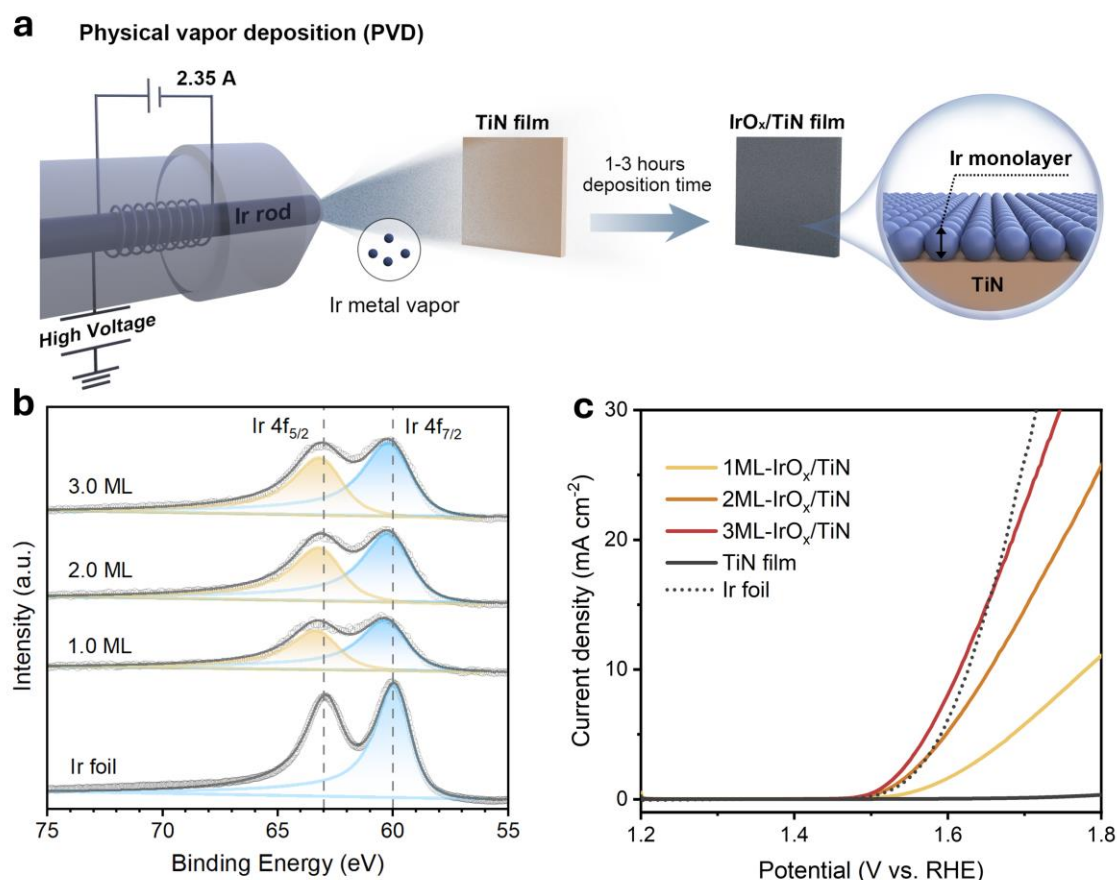 a
Physical vapor deposition (PVD)
2.35 A
TiN film
IrOₓ/TiN film
1-3 hours
deposition time
Ir monolayer
Ir rod
TiN
Ir metal vapor
High Voltage
b
Ir 4f₅/₂
Ir 4f₇/₂
3.0 ML
2.0 ML
1.0 ML
Ir foil
Intensity (a.u.)
75
70
65
60
55
Binding Energy (eV)
c
30
20
10
0
1ML-IrOₓ/TiN
2ML-IrOₓ/TiN
3ML-IrOₓ/TiN
TiN film
Ir foil
Current density (mA cm⁻²)
1.2
1.4
1.6
1.8
Potential (V vs. RHE)